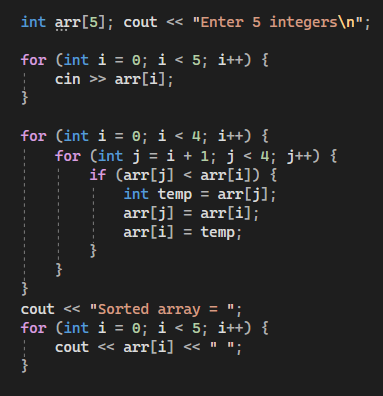 int arr[5]; cout << "Enter 5 integers\n";
for (int i = 0; i < 5; i++) {
cin >> arr[i];
}
for (int i = 0; i < 4; i++) {
for (int j = i + 1; j < 4; j++) {
if (arr[j] < arr[i]) {
int temp = arr[j];
arr[j] = arr[i];
arr[i] = temp;
}
}
}
cout << "Sorted array = ";
for (int i = 0; i < 5; i++) {
cout << arr[i] << " ";
}